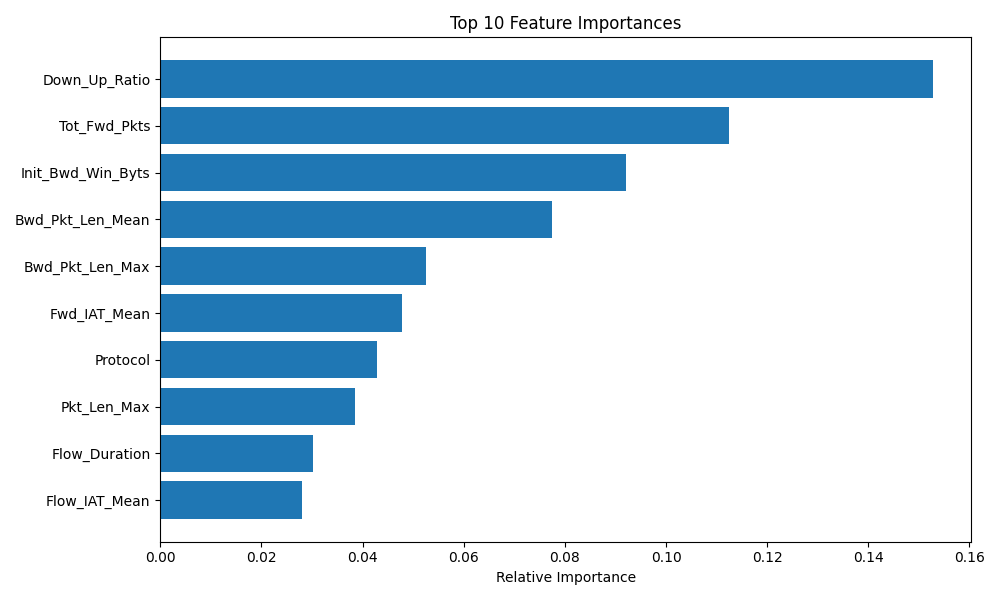 Top 10 Feature Importances
Down_Up_Ratio
Tot_Fwd_Pkts
Init_Bwd_Win_Byts
Bwd_Pkt_Len_Mean
Bwd_Pkt_Len_Max
Fwd_IAT_Mean
Protocol
Pkt_Len_Max
Flow_Duration
Flow_IAT_Mean
0.00 0.02 0.04 0.06 0.08 0.10 0.12 0.14 0.16
Relative Importance